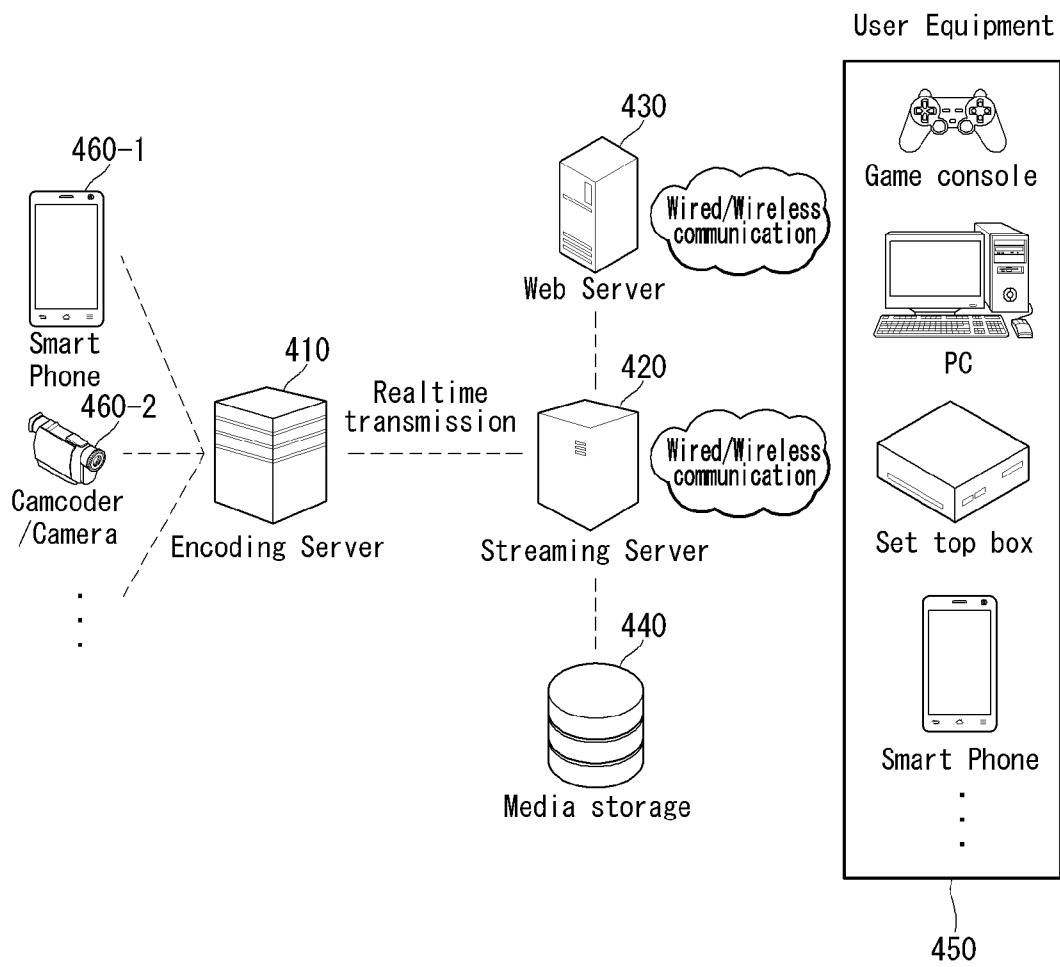 User Equipment
430
460-1
Game console
Wired/Wireless
communication
Web Server
Smart
Phone
410
420
PC
460-2
Realtime
transmission
Wired/Wireless
communication
Camcoder
/Camera
Encoding Server
Streaming Server
Set top box
440
Smart Phone
Media storage
450